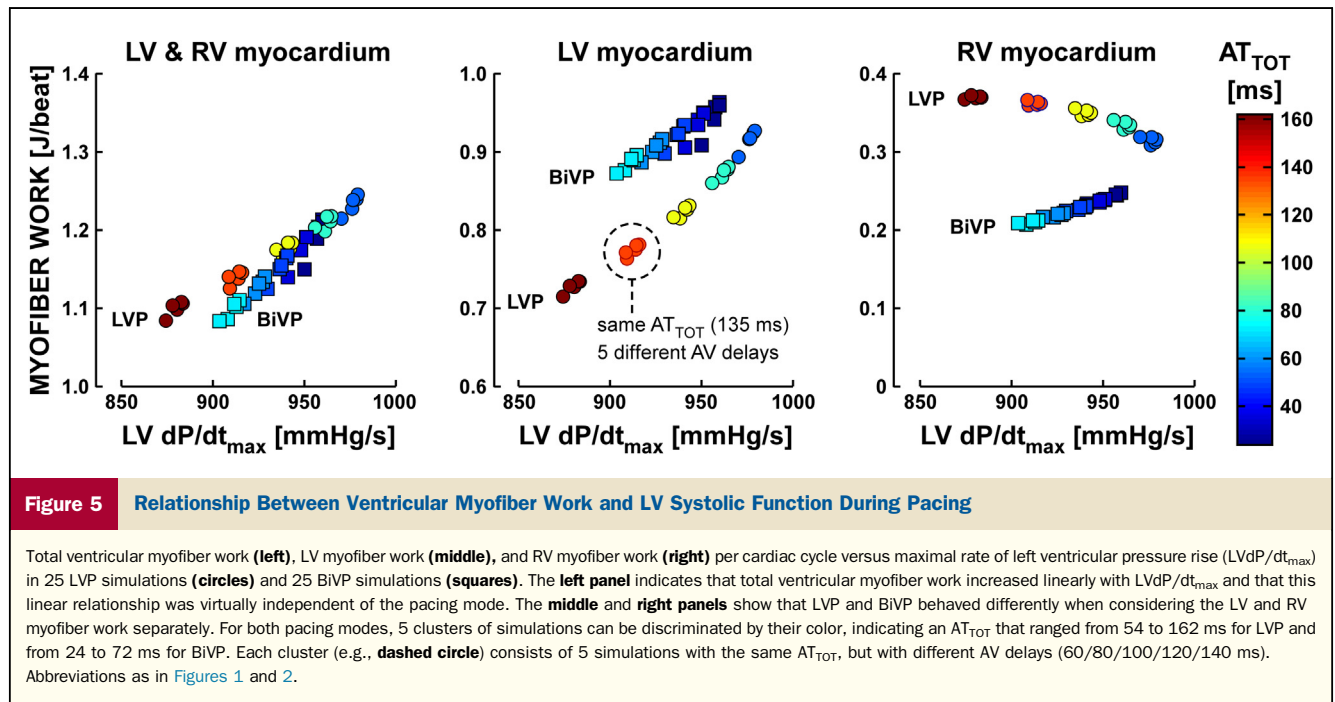 LV & RV myocardium
LV myocardium
RV myocardium
AT_TOT
[ms]
MYOFIBER WORK [J/beat]
1.4
1.3
1.2
1.1
1.0
LVP
BiVP
850
900
950
1000
LV dP/dt_max [mmHg/s]
1.0
0.9
0.8
0.7
0.6
BiVP
LVP
same AT_TOT (135 ms)
5 different AV delays
850
900
950
1000
LV dP/dt_max [mmHg/s]
0.4
0.3
0.2
0.1
0
LVP
BiVP
850
900
950
1000
LV dP/dt_max [mmHg/s]
160
140
120
100
80
60
40
Figure 5 Relationship Between Ventricular Myofiber Work and LV Systolic Function During Pacing
Total ventricular myofiber work (left), LV myofiber work (middle), and RV myofiber work (right) per cardiac cycle versus maximal rate of left ventricular pressure rise (LVdP/dt_max)
in 25 LVP simulations (circles) and 25 BiVP simulations (squares). The left panel indicates that total ventricular myofiber work increased linearly with LVdP/dt_max and that this
linear relationship was virtually independent of the pacing mode. The middle and right panels show that LVP and BiVP behaved differently when considering the LV and RV
myofiber work separately. For both pacing modes, 5 clusters of simulations can be discriminated by their color, indicating an AT_TOT that ranged from 54 to 162 ms for LVP and
from 24 to 72 ms for BiVP. Each cluster (e.g., dashed circle) consists of 5 simulations with the same AT_TOT, but with different AV delays (60/80/100/120/140 ms).
Abbreviations as in Figures 1 and 2.